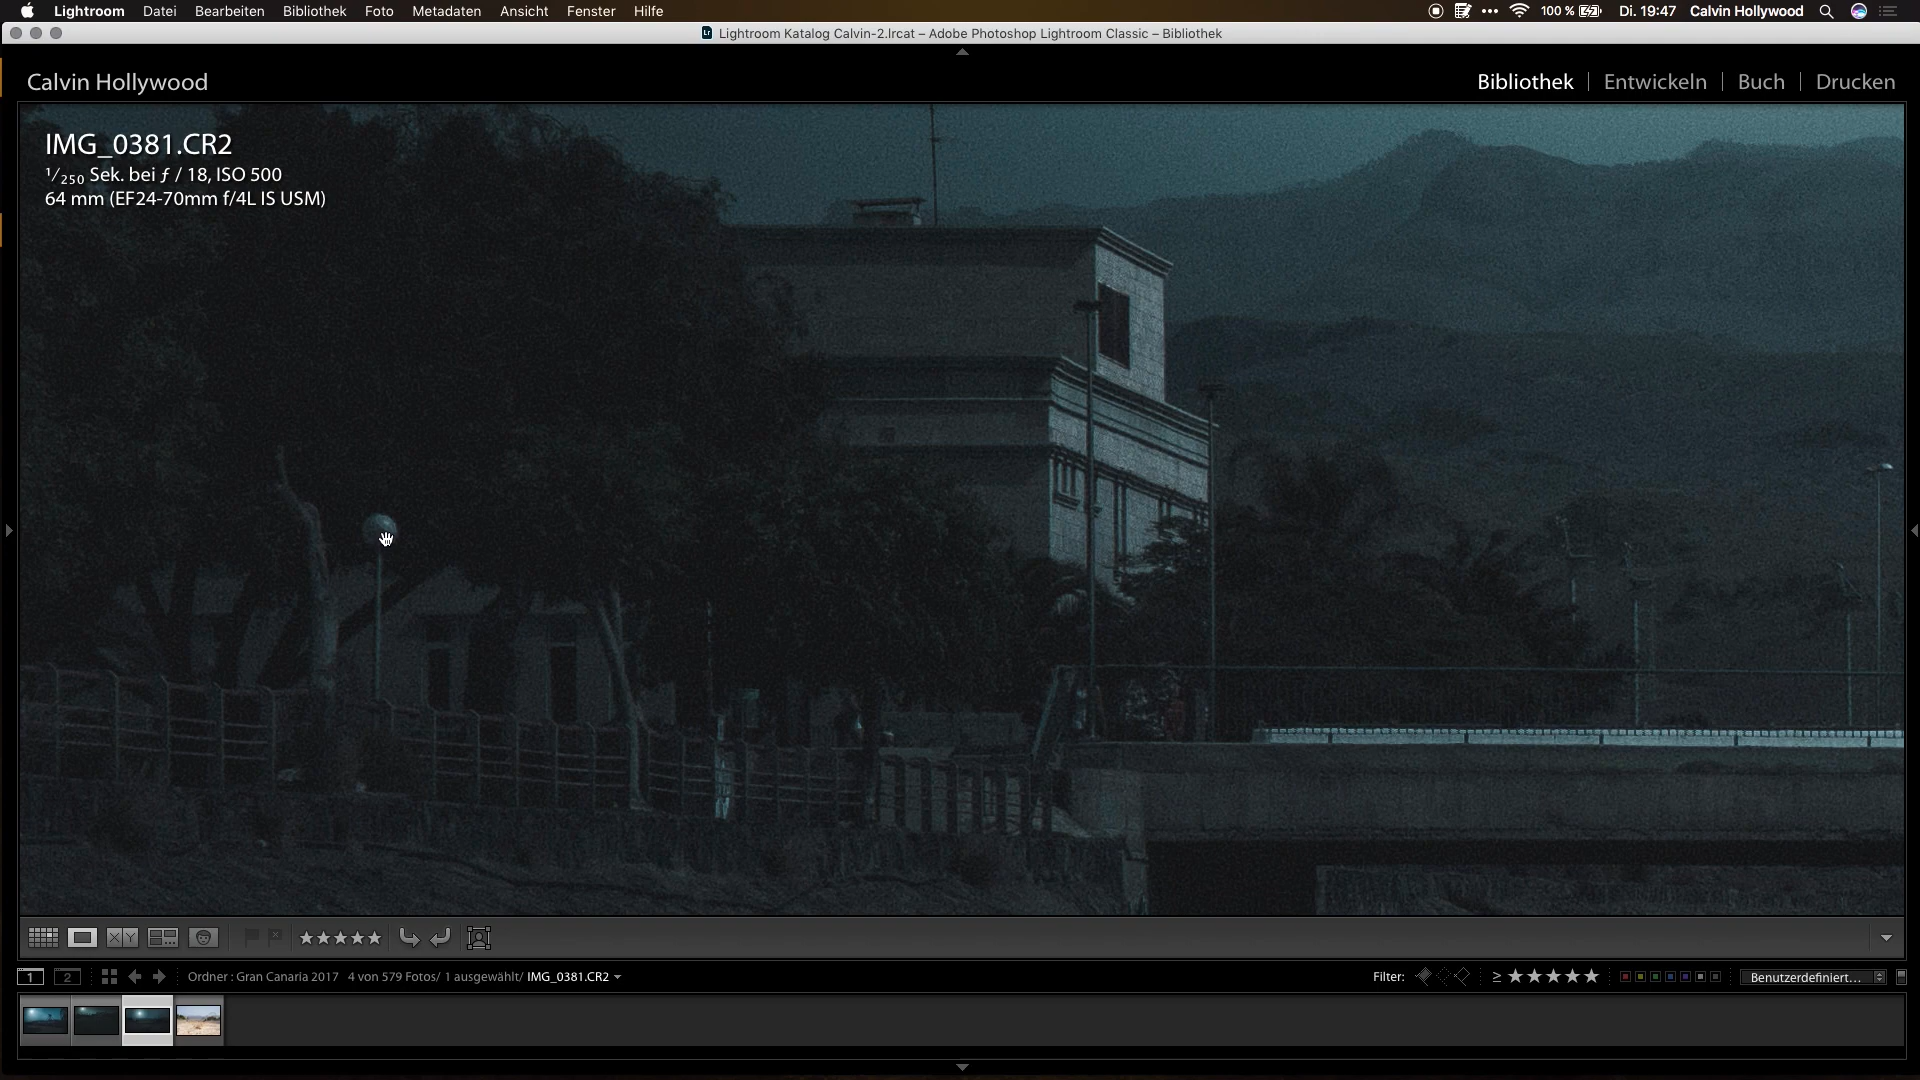 Lightroom Datei Bearbeiten Bibliothek Foto Metadaten Ansicht Fenster Hilfe 100 % Di. 19:47 Calvin Hollywood
Lightroom Katalog Calvin-2.lrcat – Adobe Photoshop Lightroom Classic – Bibliothek
Calvin Hollywood Bibliothek | Entwickeln | Buch | Drucken
IMG_0381.CR2
1/250 Sek. bei ƒ / 18, ISO 500
64 mm (EF24-70mm f/4L IS USM)
X Y
1 2 Ordner : Gran Canaria 2017 4 von 579 Fotos/ 1 ausgewählt/ IMG_0381.CR2 Filter: ≥ ★★★★★ Benutzerdefiniert...